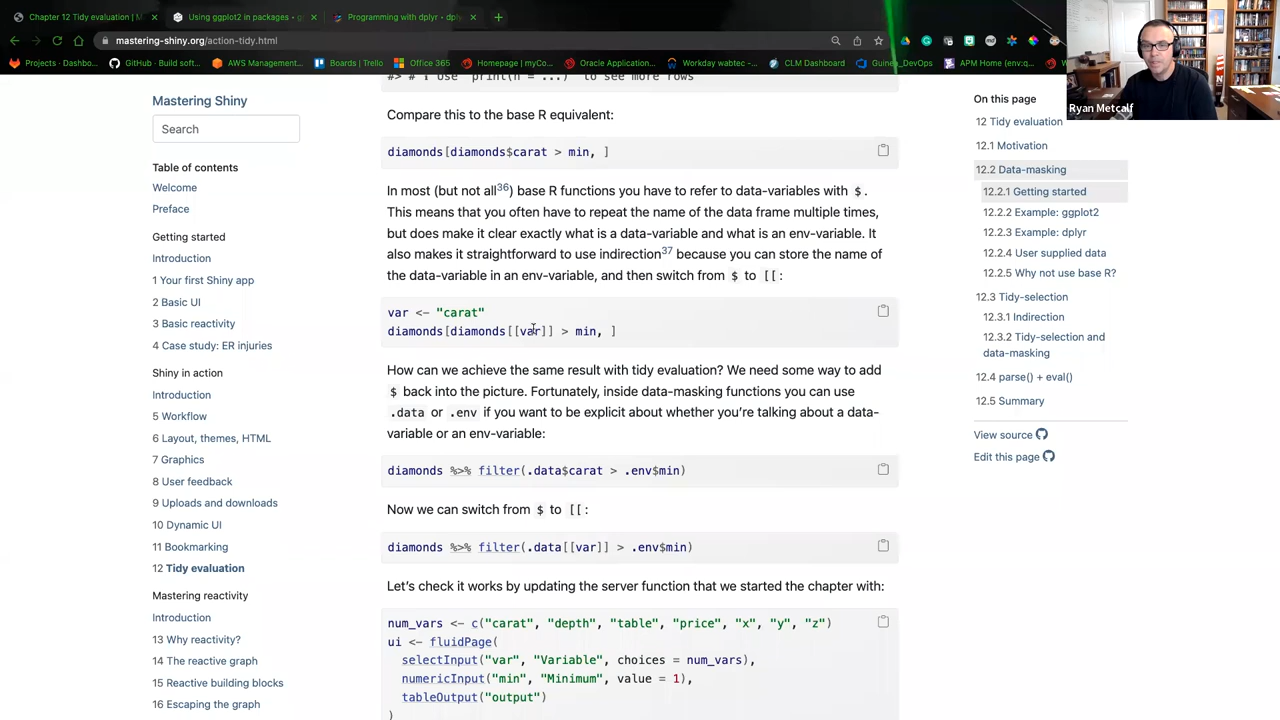 Chapter 12 Tidy evaluation | M
Using ggplot2 in packages • g
Programming with dplyr • dply
mastering-shiny.org/action-tidy.html
Projects - Dashbo...
GitHub - Build soft...
AWS Management...
Boards | Trello
Office 365
Homepage | myCo...
Oracle Application...
Workday wabtec -...
CLM Dashboard
Guinea_DevOps
APM Home (env:q...
Ryan Metcalf
Mastering Shiny
Search
Table of contents
Welcome
Preface
Getting started
Introduction
1 Your first Shiny app
2 Basic UI
3 Basic reactivity
4 Case study: ER injuries
Shiny in action
Introduction
5 Workflow
6 Layout, themes, HTML
7 Graphics
8 User feedback
9 Uploads and downloads
10 Dynamic UI
11 Bookmarking
12 Tidy evaluation
Mastering reactivity
Introduction
13 Why reactivity?
14 The reactive graph
15 Reactive building blocks
16 Escaping the graph
Compare this to the base R equivalent:
diamonds[diamonds$carat > min, ]
In most (but not all36) base R functions you have to refer to data-variables with $.
This means that you often have to repeat the name of the data frame multiple times,
but does make it clear exactly what is a data-variable and what is an env-variable. It
also makes it straightforward to use indirection37 because you can store the name of
the data-variable in an env-variable, and then switch from $ to [[:
var <- "carat"
diamonds[diamonds[[var]] > min, ]
How can we achieve the same result with tidy evaluation? We need some way to add
$ back into the picture. Fortunately, inside data-masking functions you can use
.data or .env if you want to be explicit about whether you're talking about a data-
variable or an env-variable:
diamonds %>% filter(.data$carat > .env$min)
Now we can switch from $ to [[:
diamonds %>% filter(.data[[var]] > .env$min)
Let's check it works by updating the server function that we started the chapter with:
num_vars <- c("carat", "depth", "table", "price", "x", "y", "z")
ui <- fluidPage(
selectInput("var", "Variable", choices = num_vars),
numericInput("min", "Minimum", value = 1),
tableOutput("output")
)
On this page
12 Tidy evaluation
12.1 Motivation
12.2 Data-masking
12.2.1 Getting started
12.2.2 Example: ggplot2
12.2.3 Example: dplyr
12.2.4 User supplied data
12.2.5 Why not use base R?
12.3 Tidy-selection
12.3.1 Indirection
12.3.2 Tidy-selection and
data-masking
12.4 parse() + eval()
12.5 Summary
View source
Edit this page